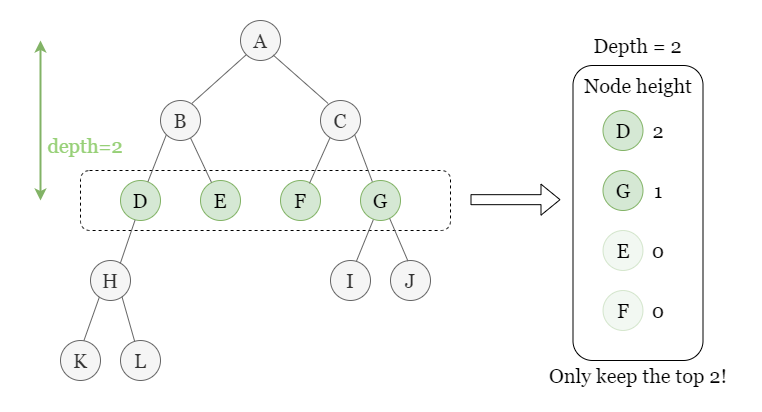 A
Depth = 2
Node height
B
C
D 2
depth=2
D
E
F
G
G 1
E 0
H
I
J
F 0
K
L
Only keep the top 2!